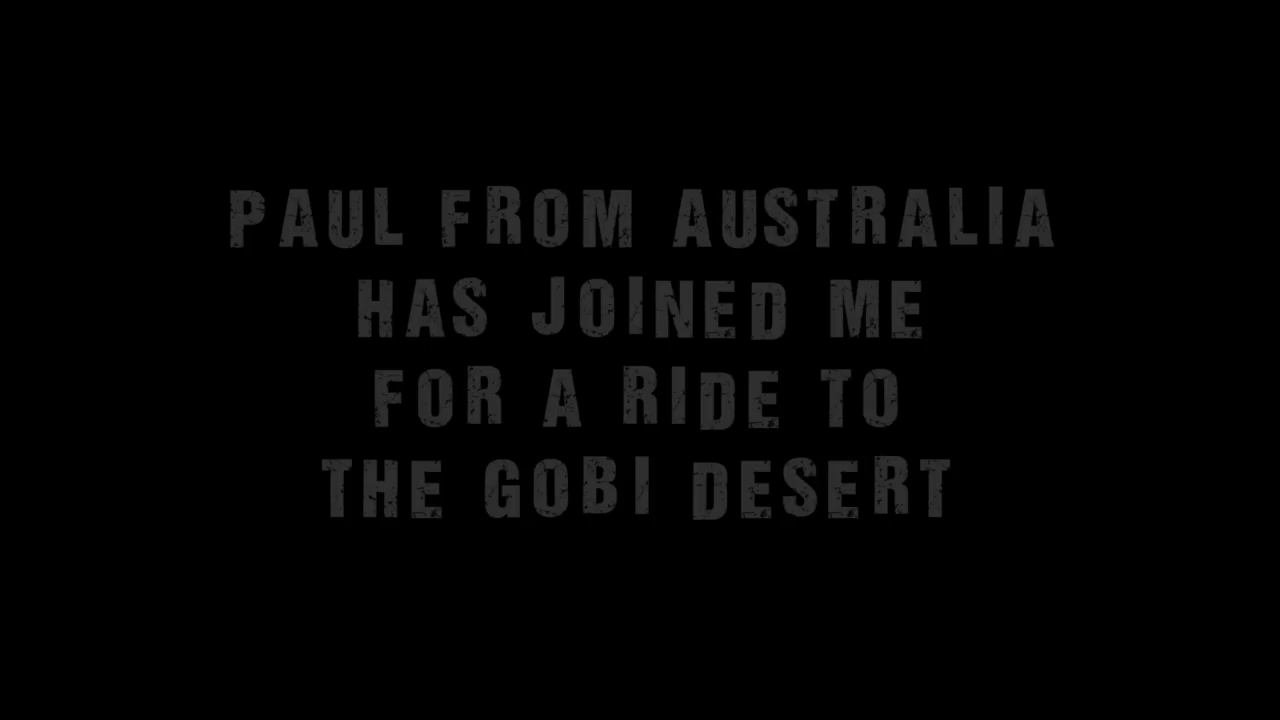 PAUL FROM AUSTRALIA
HAS JOINED ME
FOR A RIDE TO
THE GOBI DESERT